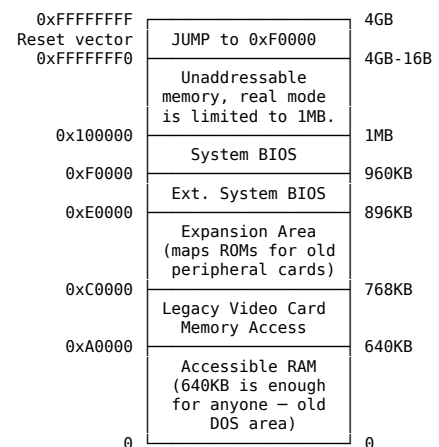 0xFFFFFFFF 4GB
Reset vector JUMP to 0xF0000
0xFFFFFFF0 4GB-16B
Unaddressable
memory, real mode
is limited to 1MB.
0x100000 1MB
System BIOS
0xF0000 960KB
Ext. System BIOS
0xE0000 896KB
Expansion Area
(maps ROMs for old
peripheral cards)
0xC0000 768KB
Legacy Video Card
Memory Access
0xA0000 640KB
Accessible RAM
(640KB is enough
for anyone – old
DOS area)
0 0